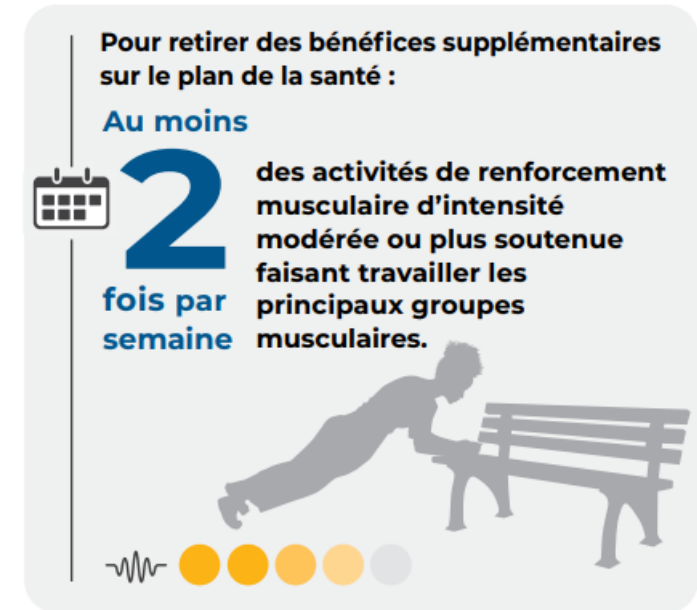 Pour retirer des bénéfices supplémentaires
sur le plan de la santé :
Au moins
2
fois par
semaine
des activités de renforcement
musculaire d’intensité
modérée ou plus soutenue
faisant travailler les
principaux groupes
musculaires.